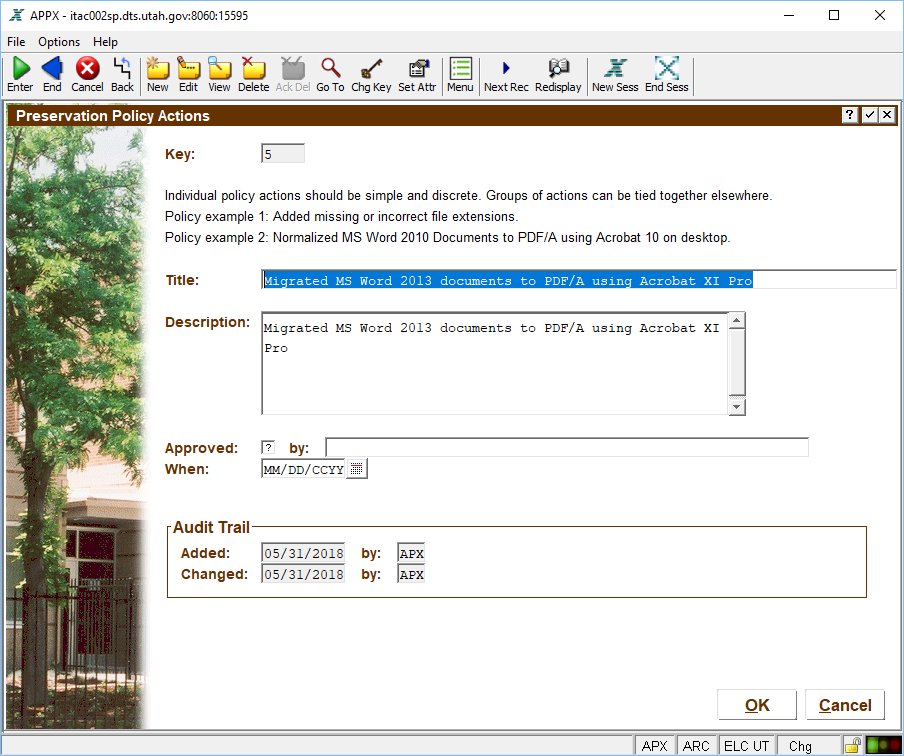 APPX - itac002sp.dts.utah.gov:8060:15595
File Options Help
Enter End Cancel Back New Edit View Delete Ack Del Go To Chg Key Set Attr Menu Next Rec Redisplay New Sess End Sess
Preservation Policy Actions ?
Key: 5
Individual policy actions should be simple and discrete. Groups of actions can be tied together elsewhere.
Policy example 1: Added missing or incorrect file extensions.
Policy example 2: Normalized MS Word 2010 Documents to PDF/A using Acrobat 10 on desktop.
Title: Migrated MS Word 2013 documents to PDF/A using Acrobat XI Pro
Description: Migrated MS Word 2013 documents to PDF/A using Acrobat XI
Pro
Approved: ? by:
When: MM/DD/CCYY
Audit Trail
Added: 05/31/2018 by: APX
Changed: 05/31/2018 by: APX
OK Cancel
APX ARC ELC UT Chg